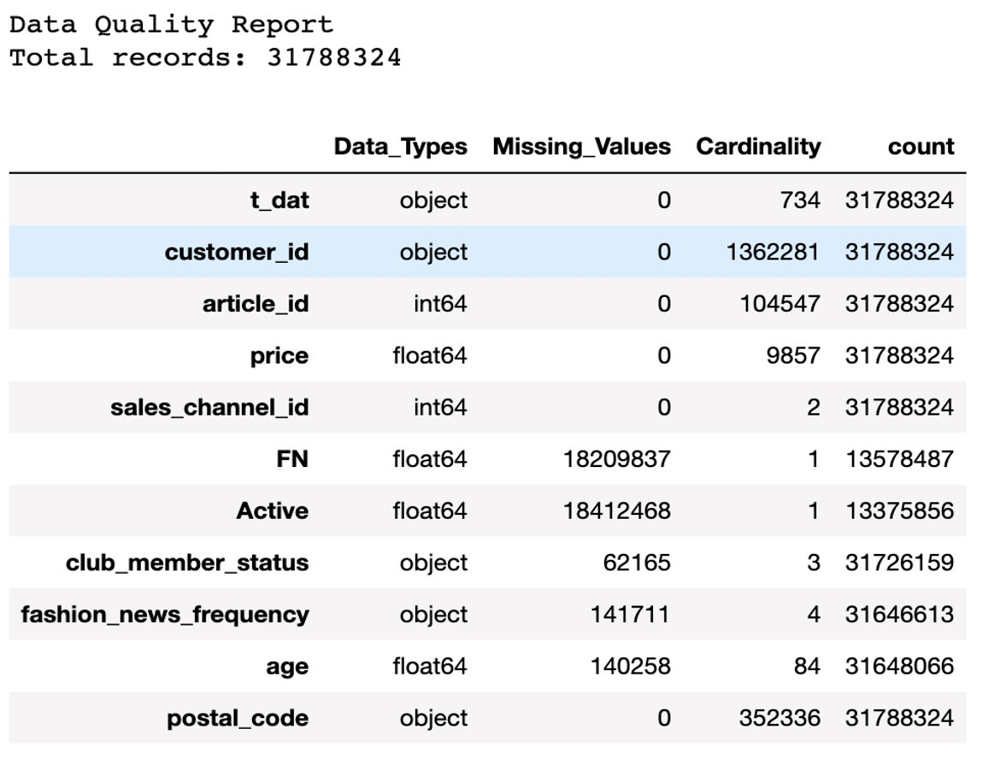 Data Quality Report
Total records: 31788324
Data_Types Missing_Values Cardinality count
t_dat object 0 734 31788324
customer_id object 0 1362281 31788324
article_id int64 0 104547 31788324
price float64 0 9857 31788324
sales_channel_id int64 0 2 31788324
FN float64 18209837 1 13578487
Active float64 18412468 1 13375856
club_member_status object 62165 3 31726159
fashion_news_frequency object 141711 4 31646613
age float64 140258 84 31648066
postal_code object 0 352336 31788324